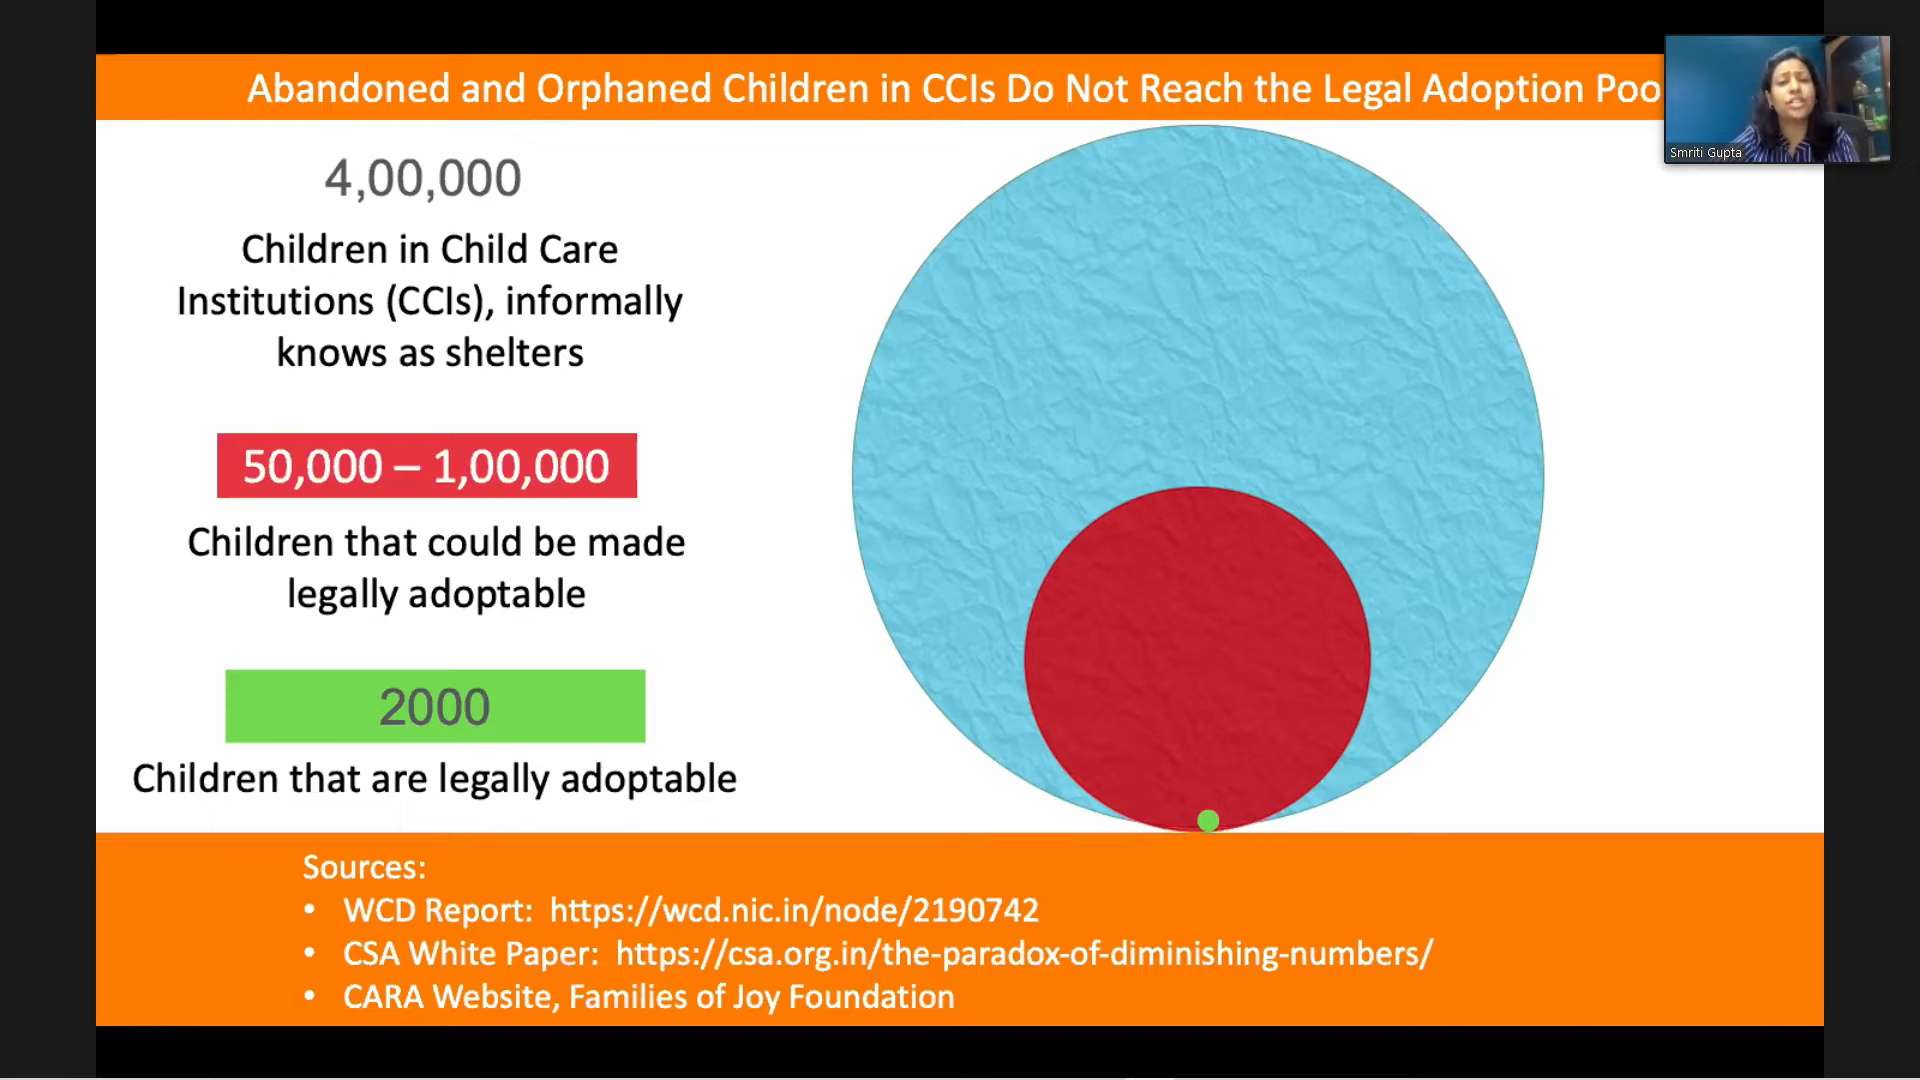 Abandoned and Orphaned Children in CCIs Do Not Reach the Legal Adoption Poo
Smriti Gupta
4,00,000
Children in Child Care
Institutions (CCIs), informally
knows as shelters
50,000 – 1,00,000
Children that could be made
legally adoptable
2000
Children that are legally adoptable
Sources:
• WCD Report: https://wcd.nic.in/node/2190742
• CSA White Paper: https://csa.org.in/the-paradox-of-diminishing-numbers/
• CARA Website, Families of Joy Foundation